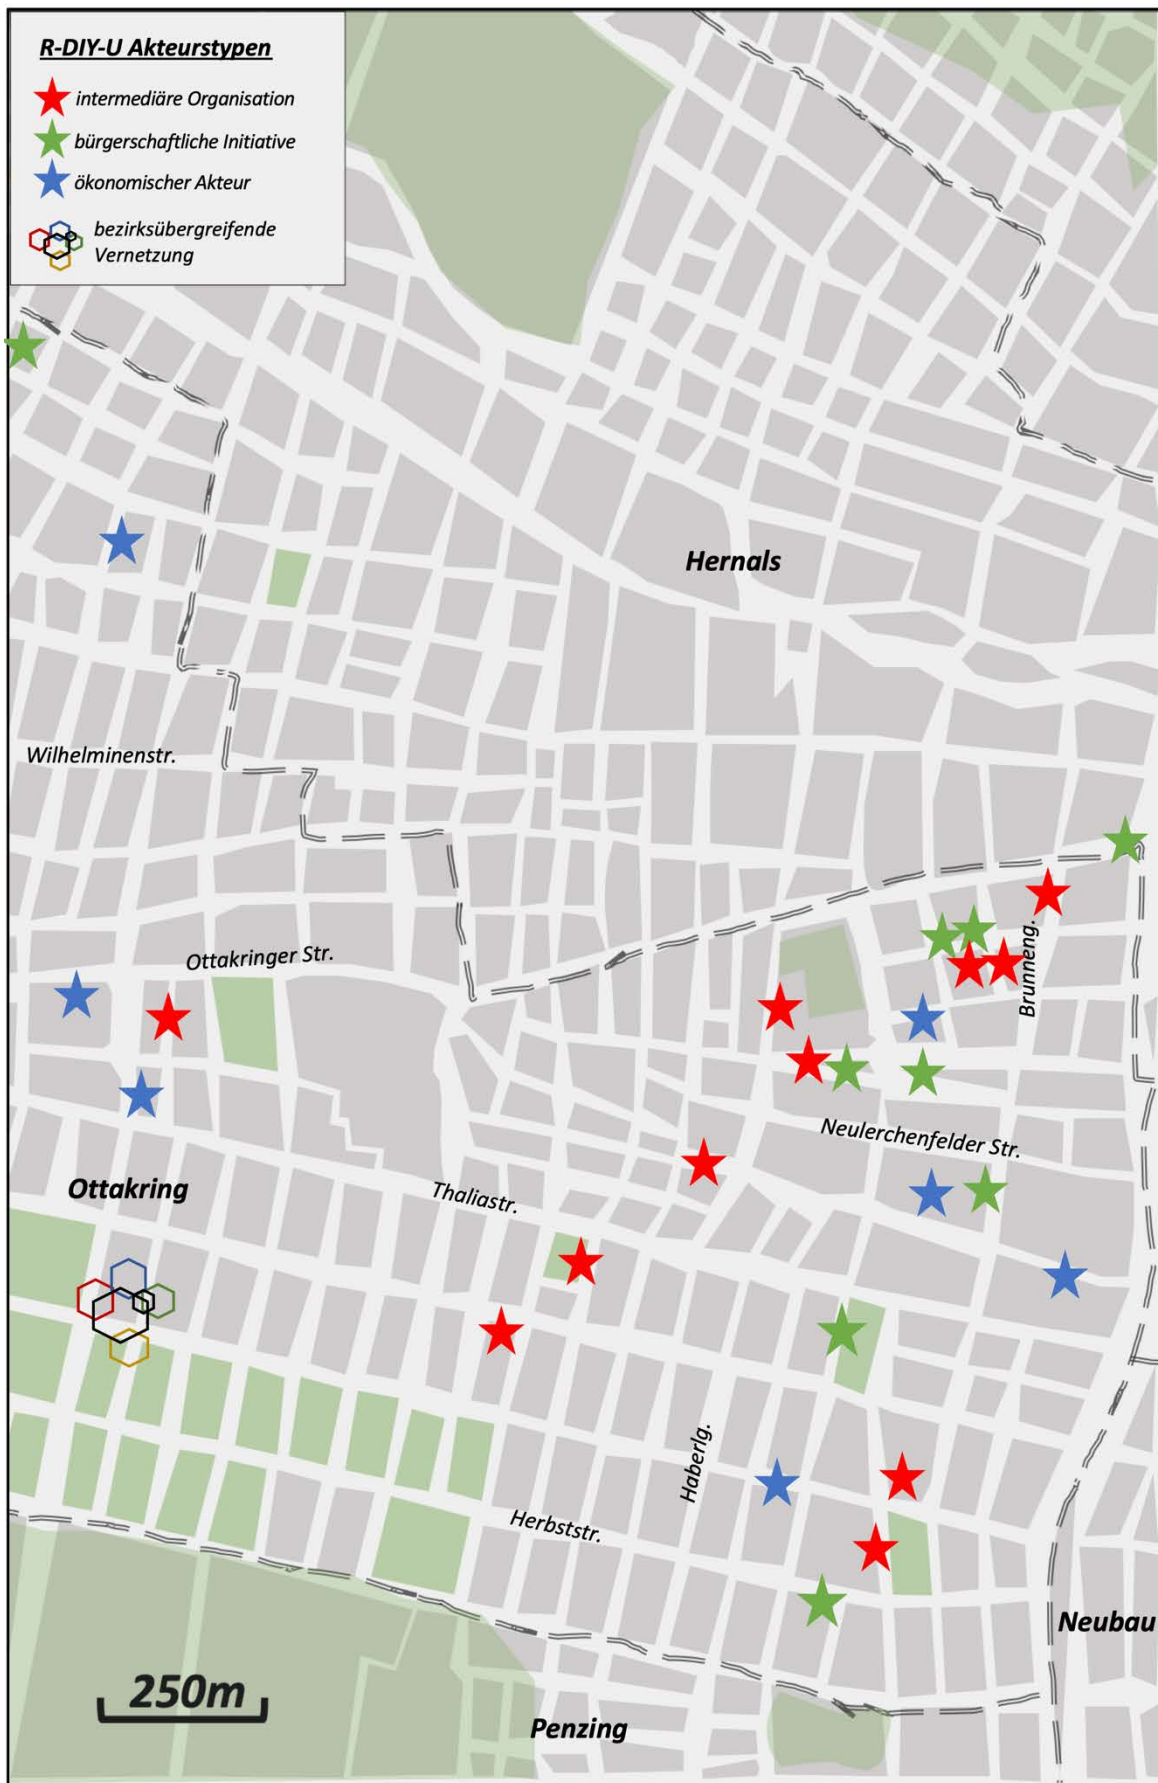 R-DIY-U Akteurstypen
intermediäre Organisation
bürgerschaftliche Initiative
ökonomischer Akteur
bezirksübergreifende
Vernetzung
Hernals
Wilhelminenstr.
Ottakringer Str.
Brunneng.
Neulerchenfelder Str.
Ottakring
Thaliastr.
Haberlg.
Herbststr.
Neubau
250m
Penzing